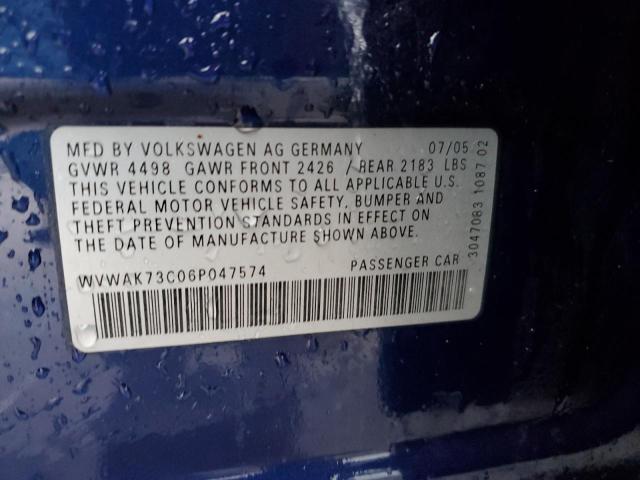 MFD BY VOLKSWAGEN AG GERMANY 07/05
GVWR 4498 GAWR FRONT 2426 / REAR 2183 LBS
THIS VEHICLE CONFORMS TO ALL APPLICABLE U.S.
FEDERAL MOTOR VEHICLE SAFETY, BUMPER AND
THEFT PREVENTION STANDARDS IN EFFECT ON
THE DATE OF MANUFACTURE SHOWN ABOVE.
WVWAK73C06P047574 PASSENGER CAR
3047083 1087 02